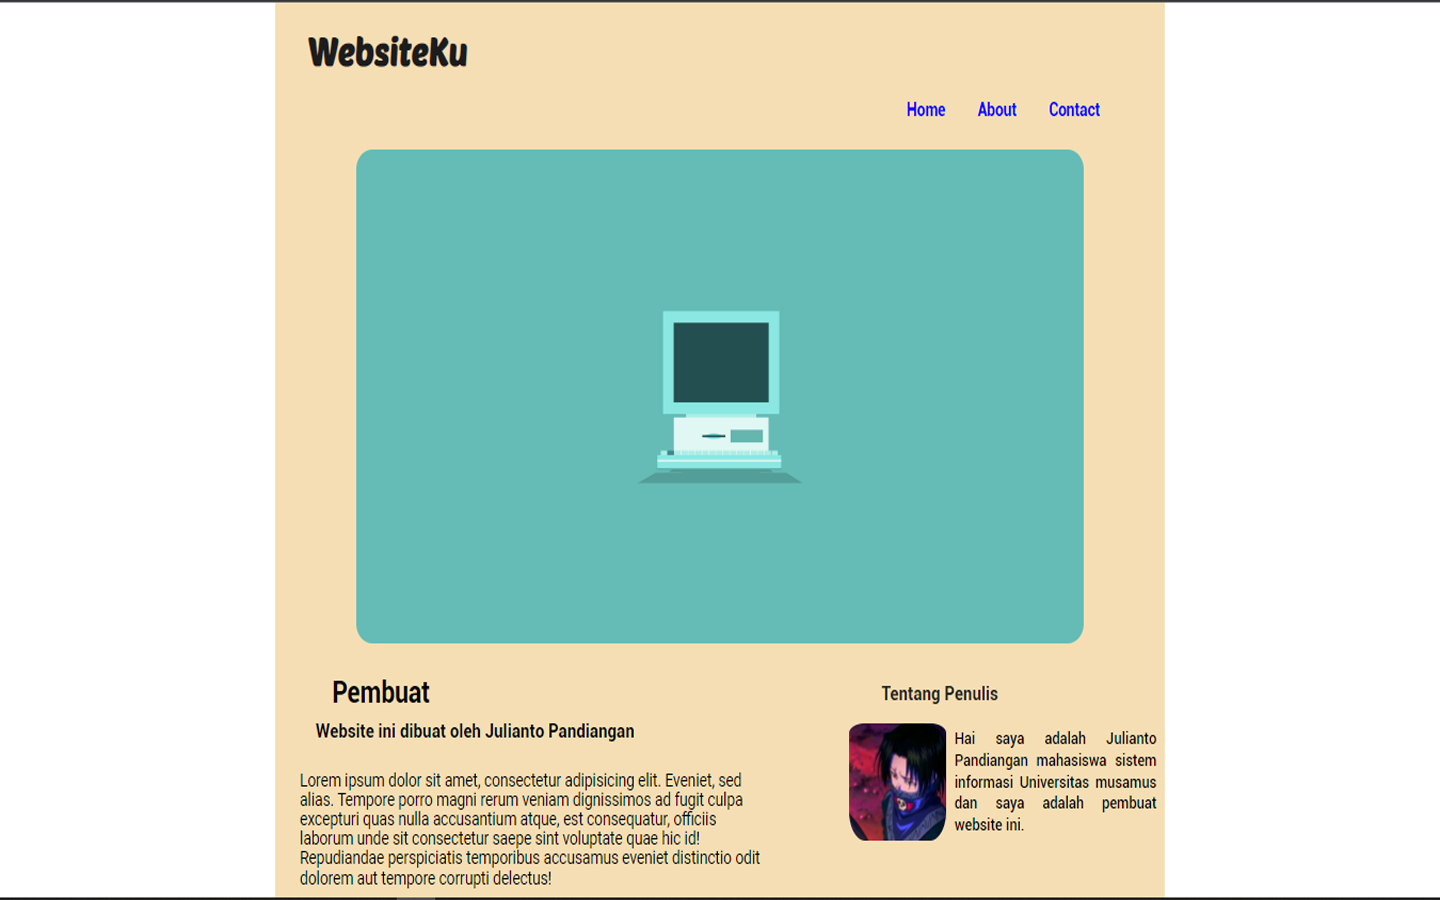 WebsiteKu
Home About Contact
Pembuat
Website ini dibuat oleh Julianto Pandiangan
Lorem ipsum dolor sit amet, consectetur adipisicing elit. Eveniet, sed
alias. Tempore porro magni rerum veniam dignissimos ad fugit culpa
excepturi quas nulla accusantium atque, est consequatur, officiis
laborum unde sit consectetur saepe sint voluptate quae hic id!
Repudiandae perspiciatis temporibus accusamus eveniet distinctio odit
dolorem aut tempore corrupti delectus!
Tentang Penulis
Hai saya adalah Julianto
Pandiangan mahasiswa sistem
informasi Universitas musamus
dan saya adalah pembuat
website ini.